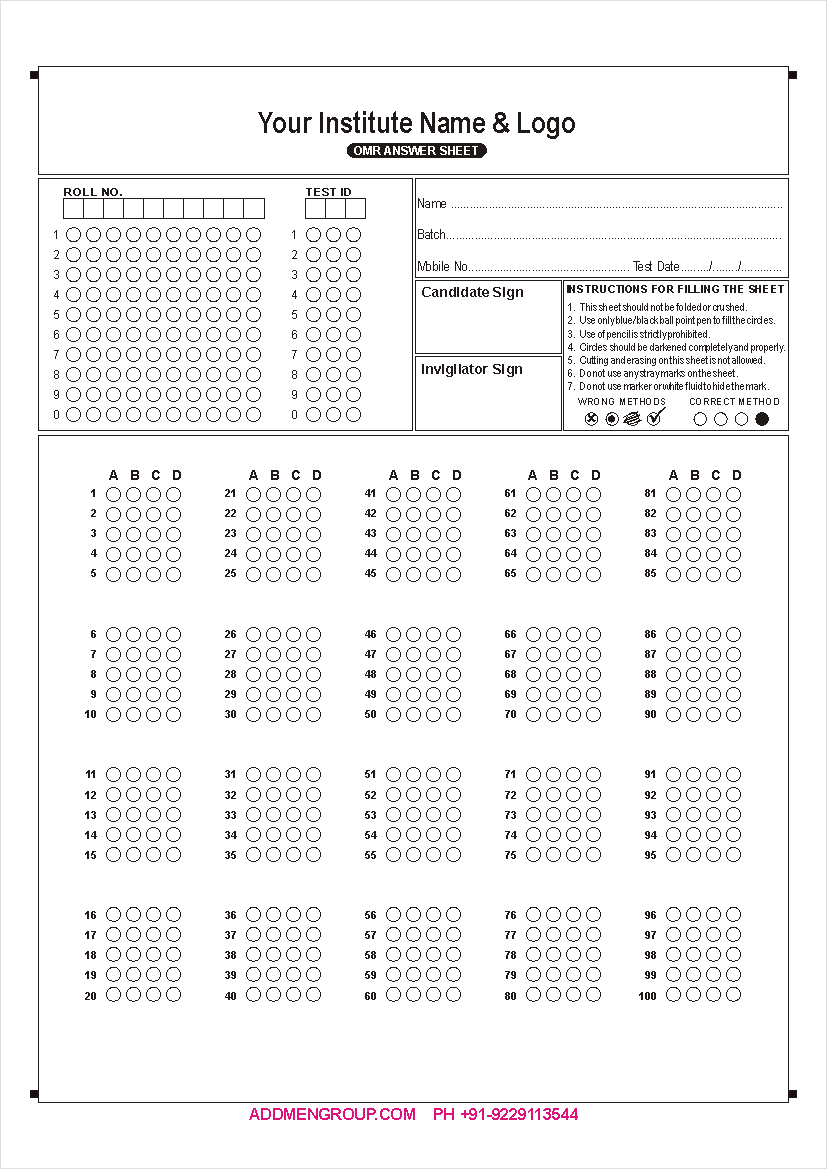 Your Institute Name & Logo
OMR ANSWER SHEET
ROLL NO.
TEST ID
1 1
2 2
3 3
4 4
5 5
6 6
7 7
8 8
9 9
0 0
Name ....................................................................................
Batch....................................................................................
Mobile No.................................................... Test Date........./......../.............
Candidate Sign
Invigilator Sign
INSTRUCTIONS FOR FILLING THE SHEET
1. This sheet should not be folded or crushed.
2. Use only blue/black ball point pen to fill the circles.
3. Use of pencil is strictly prohibited.
4. Circles should be darkened completely and properly.
5. Cutting and erasing on this sheet is not allowed.
6. Do not use any stray marks on the sheet.
7. Do not use marker or white fluid to hide the mark.
WRONG METHODS CORRECT METHOD
A B C D A B C D A B C D A B C D A B C D
1 21 41 61 81
2 22 42 62 82
3 23 43 63 83
4 24 44 64 84
5 25 45 65 85
6 26 46 66 86
7 27 47 67 87
8 28 48 68 88
9 29 49 69 89
10 30 50 70 90
11 31 51 71 91
12 32 52 72 92
13 33 53 73 93
14 34 54 74 94
15 35 55 75 95
16 36 56 76 96
17 37 57 77 97
18 38 58 78 98
19 39 59 79 99
20 40 60 80 100
ADDMENGROUP.COM PH +91-9229113544